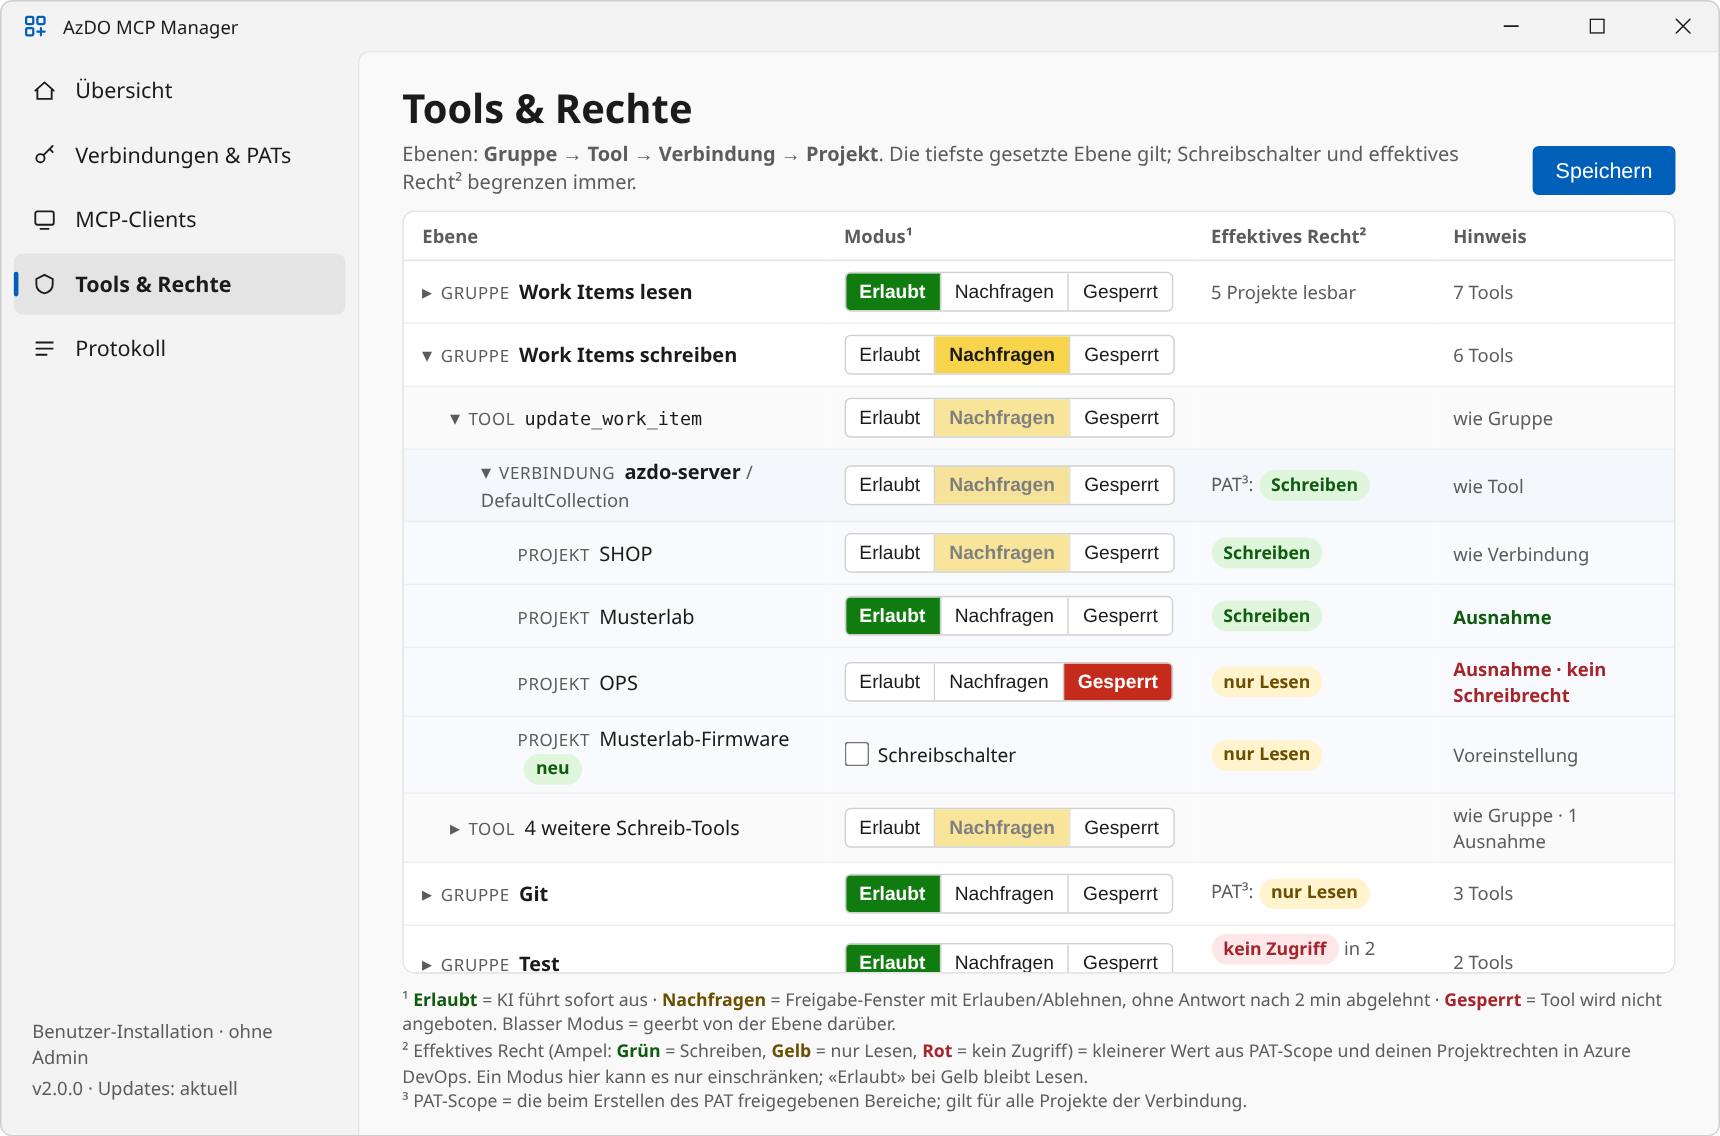 AzDO MCP Manager
Übersicht
Verbindungen & PATs
MCP-Clients
Tools & Rechte
Protokoll
Benutzer-Installation · ohne
Admin
v2.0.0 · Updates: aktuell
Tools & Rechte
Ebenen: Gruppe → Tool → Verbindung → Projekt. Die tiefste gesetzte Ebene gilt; Schreibschalter und effektives
Recht² begrenzen immer.
Speichern
Ebene Modus¹ Effektives Recht² Hinweis
▶ GRUPPE Work Items lesen Erlaubt Nachfragen Gesperrt 5 Projekte lesbar 7 Tools
▼ GRUPPE Work Items schreiben Erlaubt Nachfragen Gesperrt 6 Tools
▼ TOOL update_work_item Erlaubt Nachfragen Gesperrt wie Gruppe
▼ VERBINDUNG azdo-server /
DefaultCollection
Erlaubt Nachfragen Gesperrt PAT³: Schreiben wie Tool
PROJEKT SHOP Erlaubt Nachfragen Gesperrt Schreiben wie Verbindung
PROJEKT Musterlab Erlaubt Nachfragen Gesperrt Schreiben Ausnahme
PROJEKT OPS Erlaubt Nachfragen Gesperrt nur Lesen Ausnahme · kein
Schreibrecht
PROJEKT Musterlab-Firmware
neu
Schreibschalter nur Lesen Voreinstellung
▶ TOOL 4 weitere Schreib-Tools Erlaubt Nachfragen Gesperrt wie Gruppe · 1
Ausnahme
▶ GRUPPE Git Erlaubt Nachfragen Gesperrt PAT³: nur Lesen 3 Tools
▶ GRUPPE Test Erlaubt Nachfragen Gesperrt kein Zugriff in 2 2 Tools
¹ Erlaubt = KI führt sofort aus · Nachfragen = Freigabe-Fenster mit Erlauben/Ablehnen, ohne Antwort nach 2 min abgelehnt · Gesperrt = Tool wird nicht
angeboten. Blasser Modus = geerbt von der Ebene darüber.
² Effektives Recht (Ampel: Grün = Schreiben, Gelb = nur Lesen, Rot = kein Zugriff) = kleinerer Wert aus PAT-Scope und deinen Projektrechten in Azure
DevOps. Ein Modus hier kann es nur einschränken; «Erlaubt» bei Gelb bleibt Lesen.
³ PAT-Scope = die beim Erstellen des PAT freigegebenen Bereiche; gilt für alle Projekte der Verbindung.